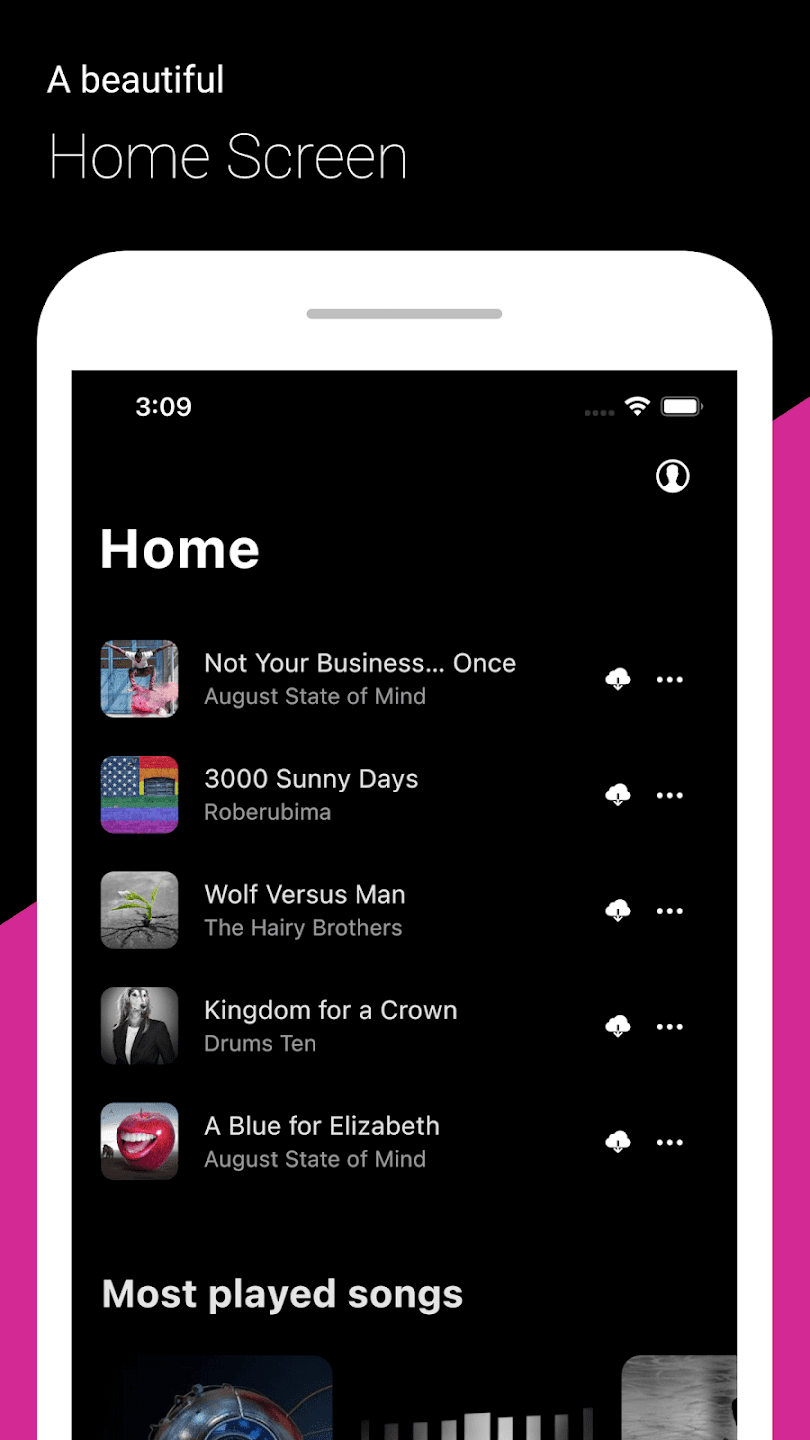 A beautiful
Home Screen
3:09
Home
Not Your Business... Once
August State of Mind
3000 Sunny Days
Roberubima
Wolf Versus Man
The Hairy Brothers
Kingdom for a Crown
Drums Ten
A Blue for Elizabeth
August State of Mind
Most played songs